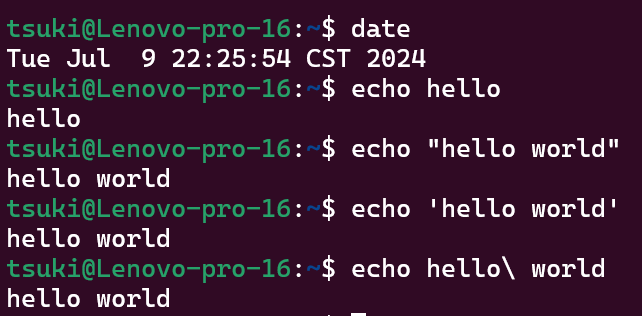 tsuki@Lenovo-pro-16:~$ date
Tue Jul  9 22:25:54 CST 2024
tsuki@Lenovo-pro-16:~$ echo hello
hello
tsuki@Lenovo-pro-16:~$ echo "hello world"
hello world
tsuki@Lenovo-pro-16:~$ echo 'hello world'
hello world
tsuki@Lenovo-pro-16:~$ echo hello\ world
hello world